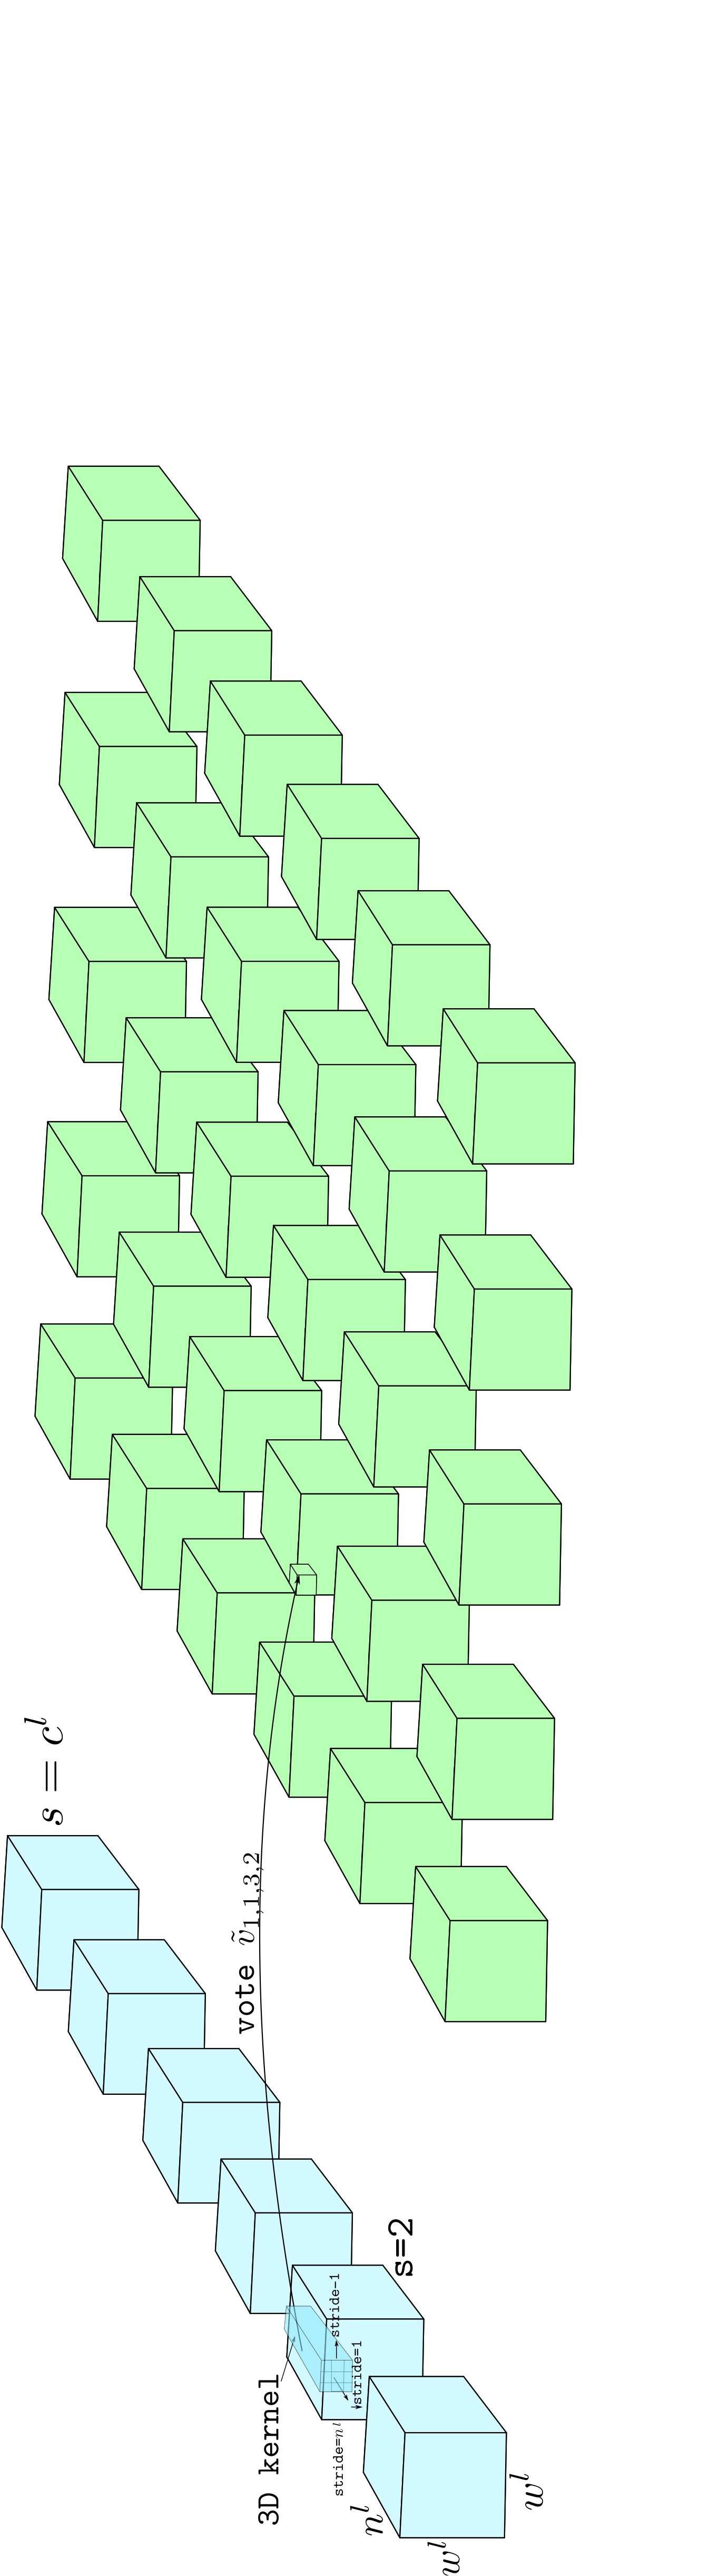 s = c^l
vote ṽ_{1,1,3,2}
s=2
3D kernel
stride-1
stride=1
stride=n^l
n^l
w^l
w^l